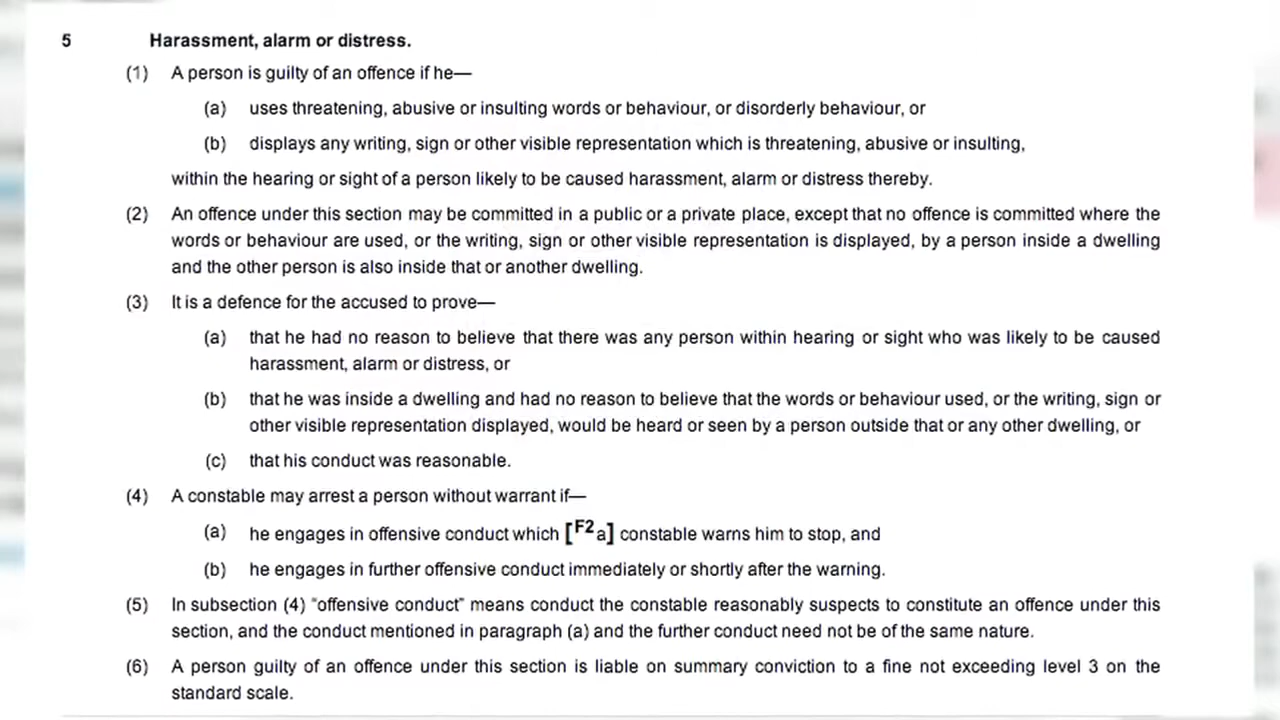 5 Harassment, alarm or distress.
(1) A person is guilty of an offence if he—
(a) uses threatening, abusive or insulting words or behaviour, or disorderly behaviour, or
(b) displays any writing, sign or other visible representation which is threatening, abusive or insulting,
within the hearing or sight of a person likely to be caused harassment, alarm or distress thereby.
(2) An offence under this section may be committed in a public or a private place, except that no offence is committed where the
words or behaviour are used, or the writing, sign or other visible representation is displayed, by a person inside a dwelling
and the other person is also inside that or another dwelling.
(3) It is a defence for the accused to prove—
(a) that he had no reason to believe that there was any person within hearing or sight who was likely to be caused
harassment, alarm or distress, or
(b) that he was inside a dwelling and had no reason to believe that the words or behaviour used, or the writing, sign or
other visible representation displayed, would be heard or seen by a person outside that or any other dwelling, or
(c) that his conduct was reasonable.
(4) A constable may arrest a person without warrant if—
(a) he engages in offensive conduct which [F2a] constable warns him to stop, and
(b) he engages in further offensive conduct immediately or shortly after the warning.
(5) In subsection (4) “offensive conduct” means conduct the constable reasonably suspects to constitute an offence under this
section, and the conduct mentioned in paragraph (a) and the further conduct need not be of the same nature.
(6) A person guilty of an offence under this section is liable on summary conviction to a fine not exceeding level 3 on the
standard scale.